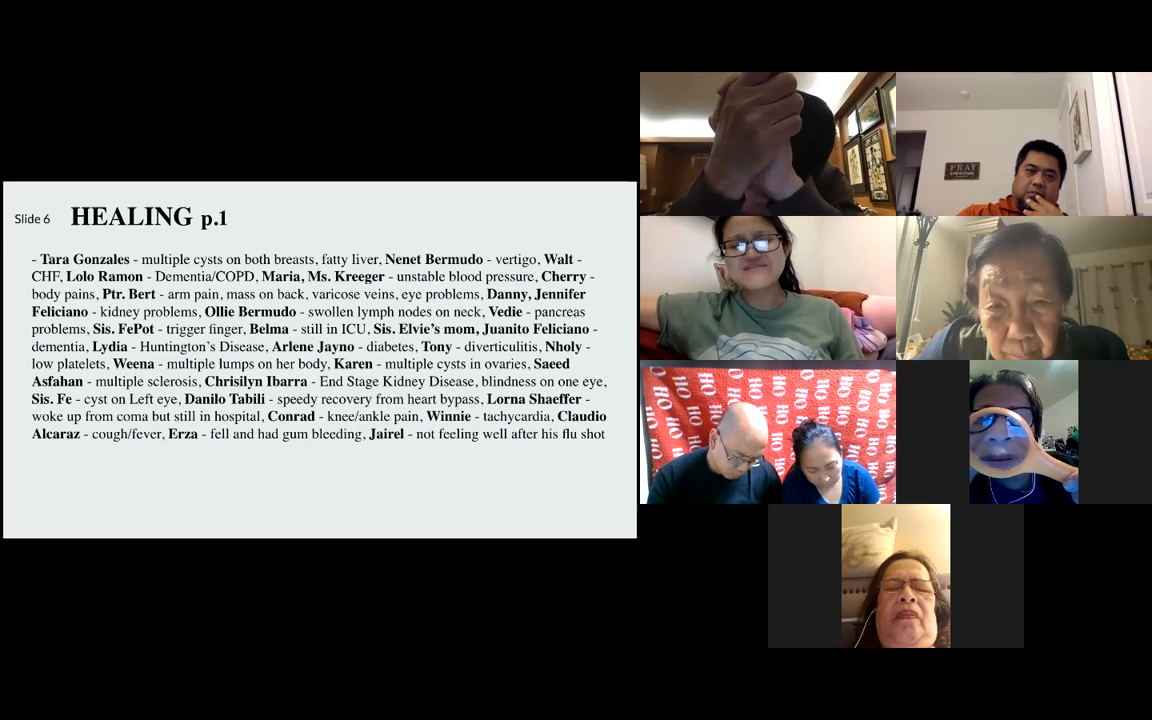 Slide 6 HEALING p.1
- Tara Gonzales - multiple cysts on both breasts, fatty liver, Nenet Bermudo - vertigo, Walt -
CHF, Lolo Ramon - Dementia/COPD, Maria, Ms. Kreeger - unstable blood pressure, Cherry -
body pains, Ptr. Bert - arm pain, mass on back, varicose veins, eye problems, Danny, Jennifer
Feliciano - kidney problems, Ollie Bermudo - swollen lymph nodes on neck, Vedie - pancreas
problems, Sis. FePot - trigger finger, Belma - still in ICU, Sis. Elvie's mom, Juanito Feliciano -
dementia, Lydia - Huntington's Disease, Arlene Jayno - diabetes, Tony - diverticulitis, Nholy -
low platelets, Weena - multiple lumps on her body, Karen - multiple cysts in ovaries, Saeed
Asfahan - multiple sclerosis, Chrisilyn Ibarra - End Stage Kidney Disease, blindness on one eye,
Sis. Fe - cyst on Left eye, Danilo Tabili - speedy recovery from heart bypass, Lorna Shaeffer -
woke up from coma but still in hospital, Conrad - knee/ankle pain, Winnie - tachycardia, Claudio
Alcaraz - cough/fever, Erza - fell and had gum bleeding, Jairel - not feeling well after his flu shot
PRAY
HO HO HO HO HO HO